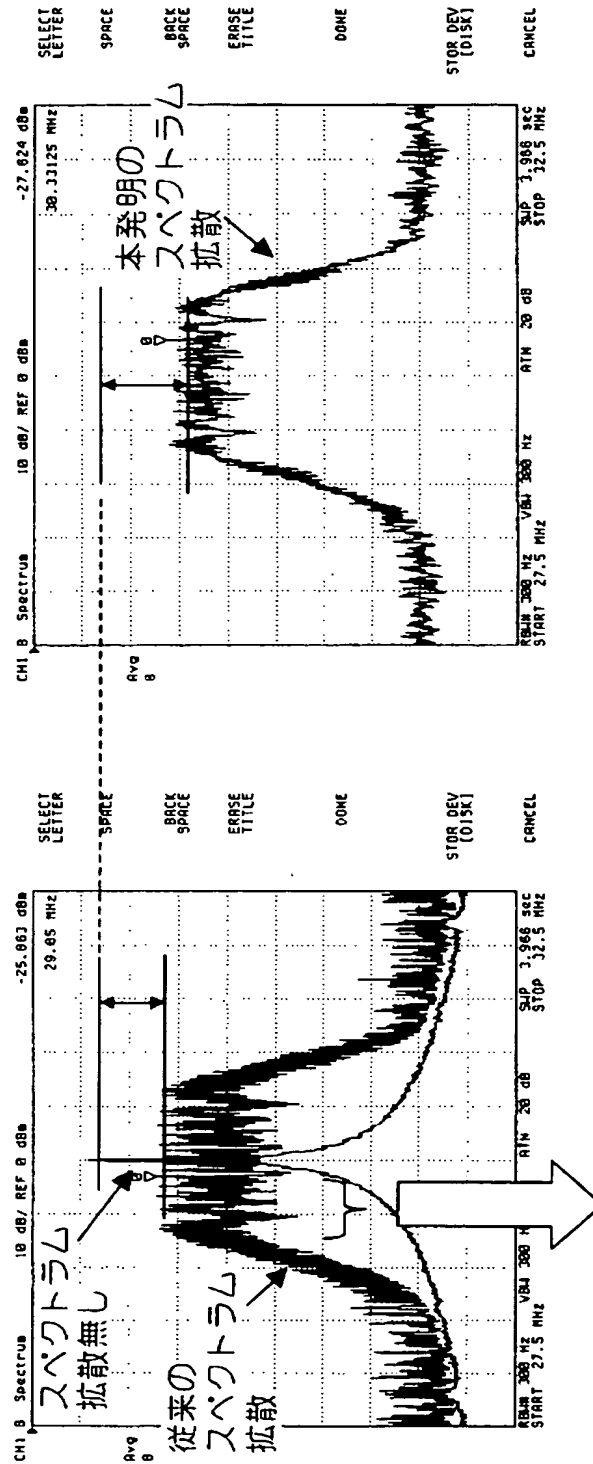 CH1 B Spectrum 10 dB/ REF 0 dBm -25.863 dBm
29.85 MHz
Avg
8
スペクトラム
拡散無し
従来の
スペクトラム
拡散
0
RBW# 300 Hz VBW 300 H ATN 20 dB SWP 3.966 sec
START 27.5 MHz STOP 32.5 MHz
SELECT
LETTER
SPACE
BACK
SPACE
ERASE
TITLE
DONE
STOR DEV
[DISK]
CANCEL
CH1 B Spectrum 10 dB/ REF 0 dBm -27.624 dBm
30.33125 MHz
Avg
8
本発明の
スペクトラム
拡散
0
RBW# 300 Hz VBW 300 Hz ATN 20 dB SWP 3.966 sec
START 27.5 MHz STOP 32.5 MHz
SELECT
LETTER
SPACE
BACK
SPACE
ERASE
TITLE
DONE
STOR DEV
[DISK]
CANCEL